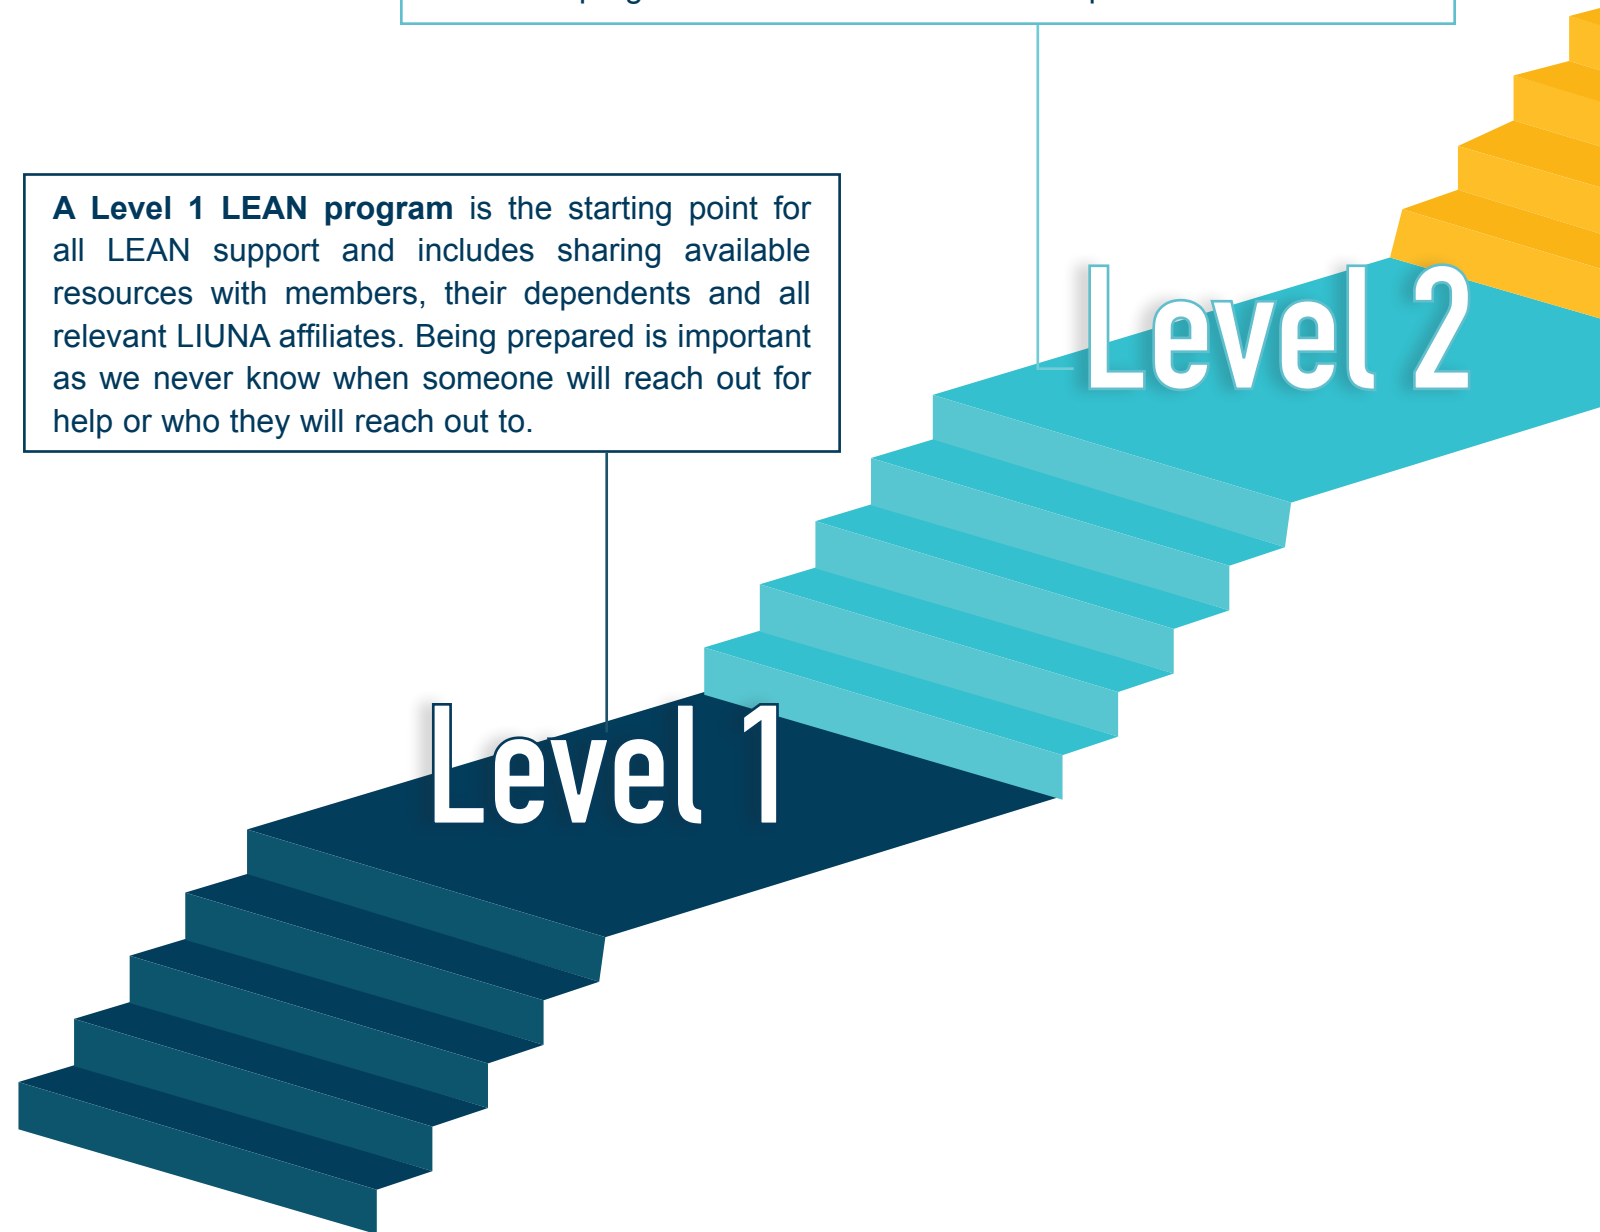 A Level 1 LEAN program is the starting point for
all LEAN support and includes sharing available
resources with members, their dependents and all
relevant LIUNA affiliates. Being prepared is important
as we never know when someone will reach out for
help or who they will reach out to.
Level 2
Level 1